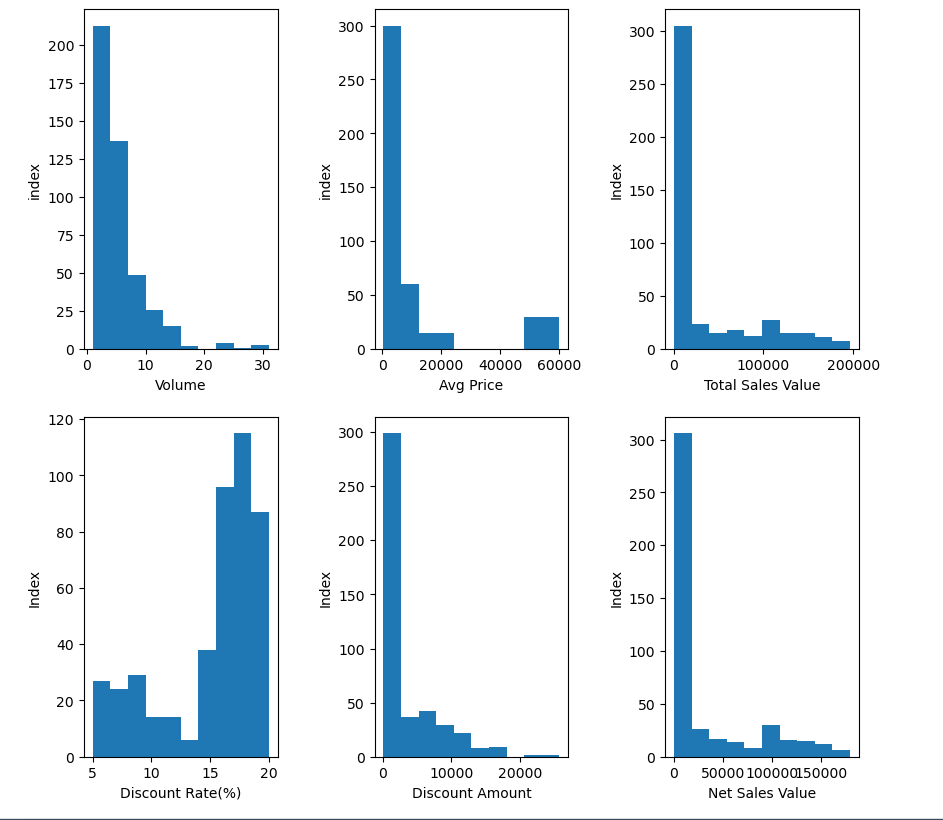 200
175
150
125
100
75
50
25
0
index
0 10 20 30
Volume
300
250
200
150
100
50
0
index
0 20000 40000 60000
Avg Price
300
250
200
150
100
50
0
Index
0 100000 200000
Total Sales Value
120
100
80
60
40
20
0
Index
5 10 15 20
Discount Rate(%)
300
250
200
150
100
50
0
Index
0 10000 20000
Discount Amount
300
250
200
150
100
50
0
Index
0 50000 100000 150000
Net Sales Value